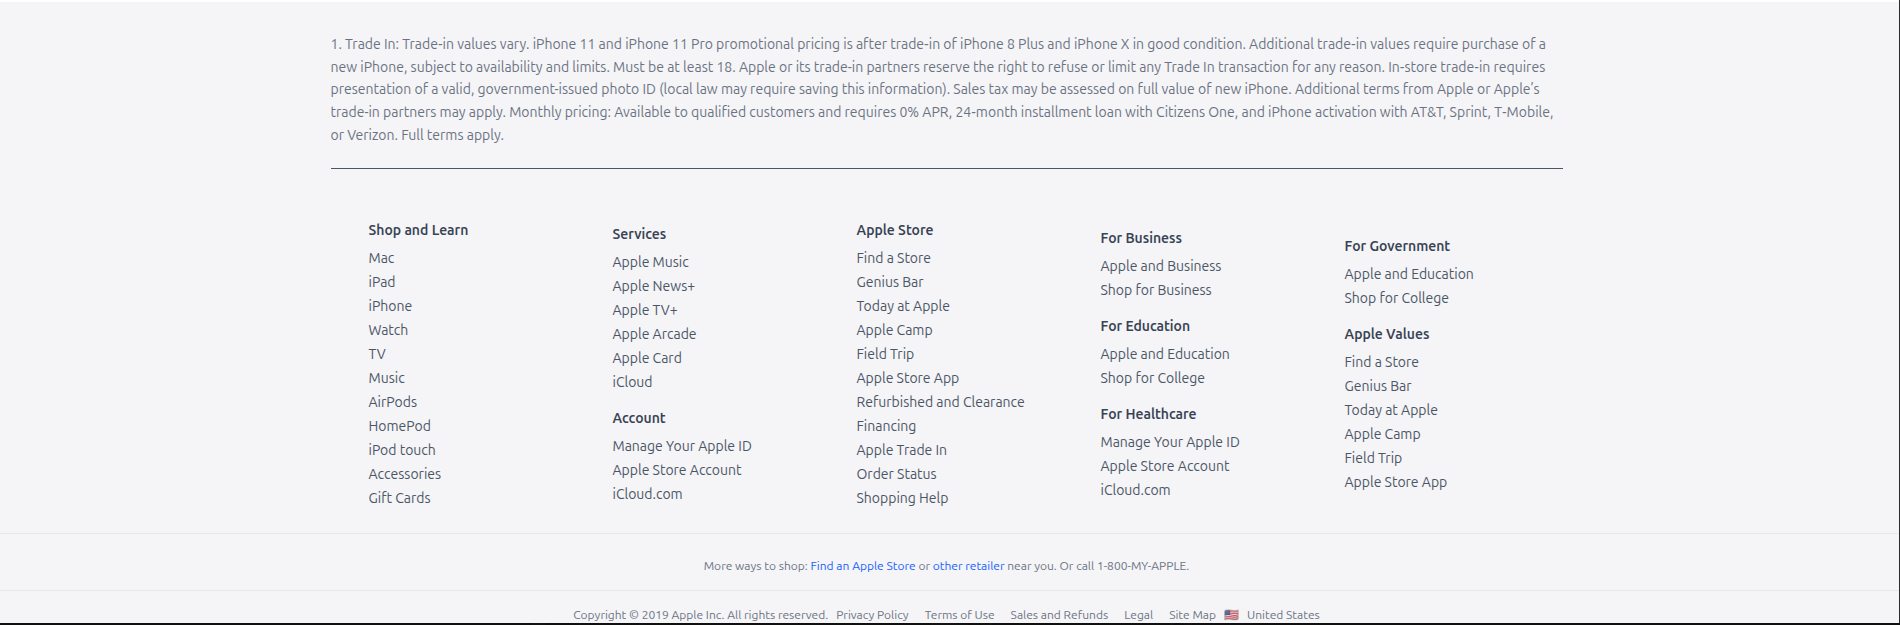 1. Trade In: Trade-in values vary. iPhone 11 and iPhone 11 Pro promotional pricing is after trade-in of iPhone 8 Plus and iPhone X in good condition. Additional trade-in values require purchase of a
new iPhone, subject to availability and limits. Must be at least 18. Apple or its trade-in partners reserve the right to refuse or limit any Trade In transaction for any reason. In-store trade-in requires
presentation of a valid, government-issued photo ID (local law may require saving this information). Sales tax may be assessed on full value of new iPhone. Additional terms from Apple or Apple’s
trade-in partners may apply. Monthly pricing: Available to qualified customers and requires 0% APR, 24-month installment loan with Citizens One, and iPhone activation with AT&T, Sprint, T-Mobile,
or Verizon. Full terms apply.
Shop and Learn
Mac
iPad
iPhone
Watch
TV
Music
AirPods
HomePod
iPod touch
Accessories
Gift Cards
Services
Apple Music
Apple News+
Apple TV+
Apple Arcade
Apple Card
iCloud
Account
Manage Your Apple ID
Apple Store Account
iCloud.com
Apple Store
Find a Store
Genius Bar
Today at Apple
Apple Camp
Field Trip
Apple Store App
Refurbished and Clearance
Financing
Apple Trade In
Order Status
Shopping Help
For Business
Apple and Business
Shop for Business
For Education
Apple and Education
Shop for College
For Healthcare
Manage Your Apple ID
Apple Store Account
iCloud.com
For Government
Apple and Education
Shop for College
Apple Values
Find a Store
Genius Bar
Today at Apple
Apple Camp
Field Trip
Apple Store App
More ways to shop: Find an Apple Store or other retailer near you. Or call 1-800-MY-APPLE.
Copyright © 2019 Apple Inc. All rights reserved. Privacy Policy Terms of Use Sales and Refunds Legal Site Map United States